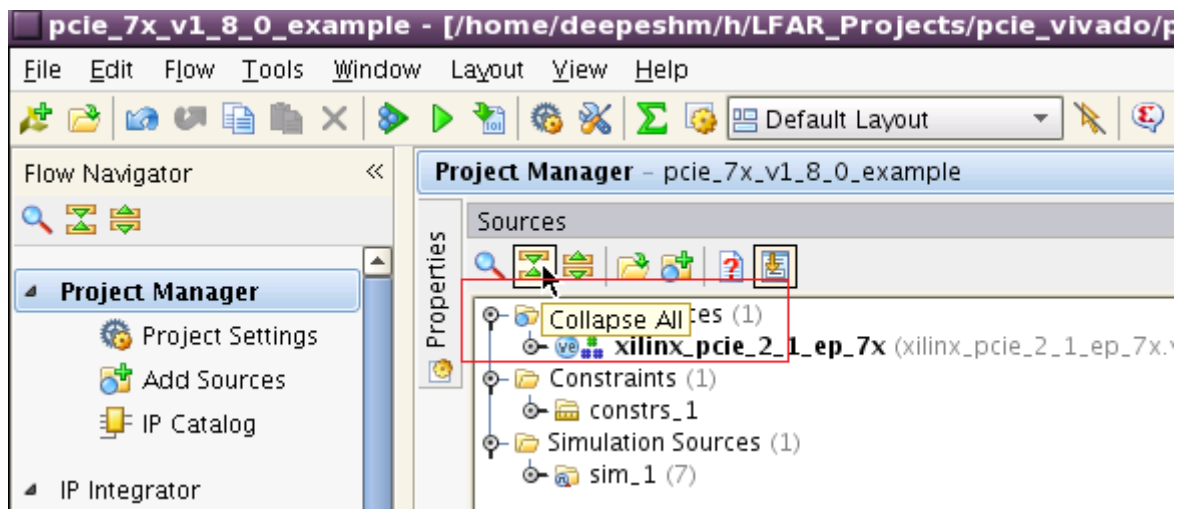 pcie_7x_v1_8_0_example - [/home/deepeshm/h/LFAR_Projects/pcie_vivado/p
File Edit Flow Tools Window Layout View Help
Default Layout
Flow Navigator
Project Manager - pcie_7x_v1_8_0_example
Sources
Properties
Project Manager
Project Settings
Add Sources
IP Catalog
IP Integrator
Collapse All
ces (1)
xilinx_pcie_2_1_ep_7x (xilinx_pcie_2_1_ep_7x.v
Constraints (1)
constrs_1
Simulation Sources (1)
sim_1 (7)